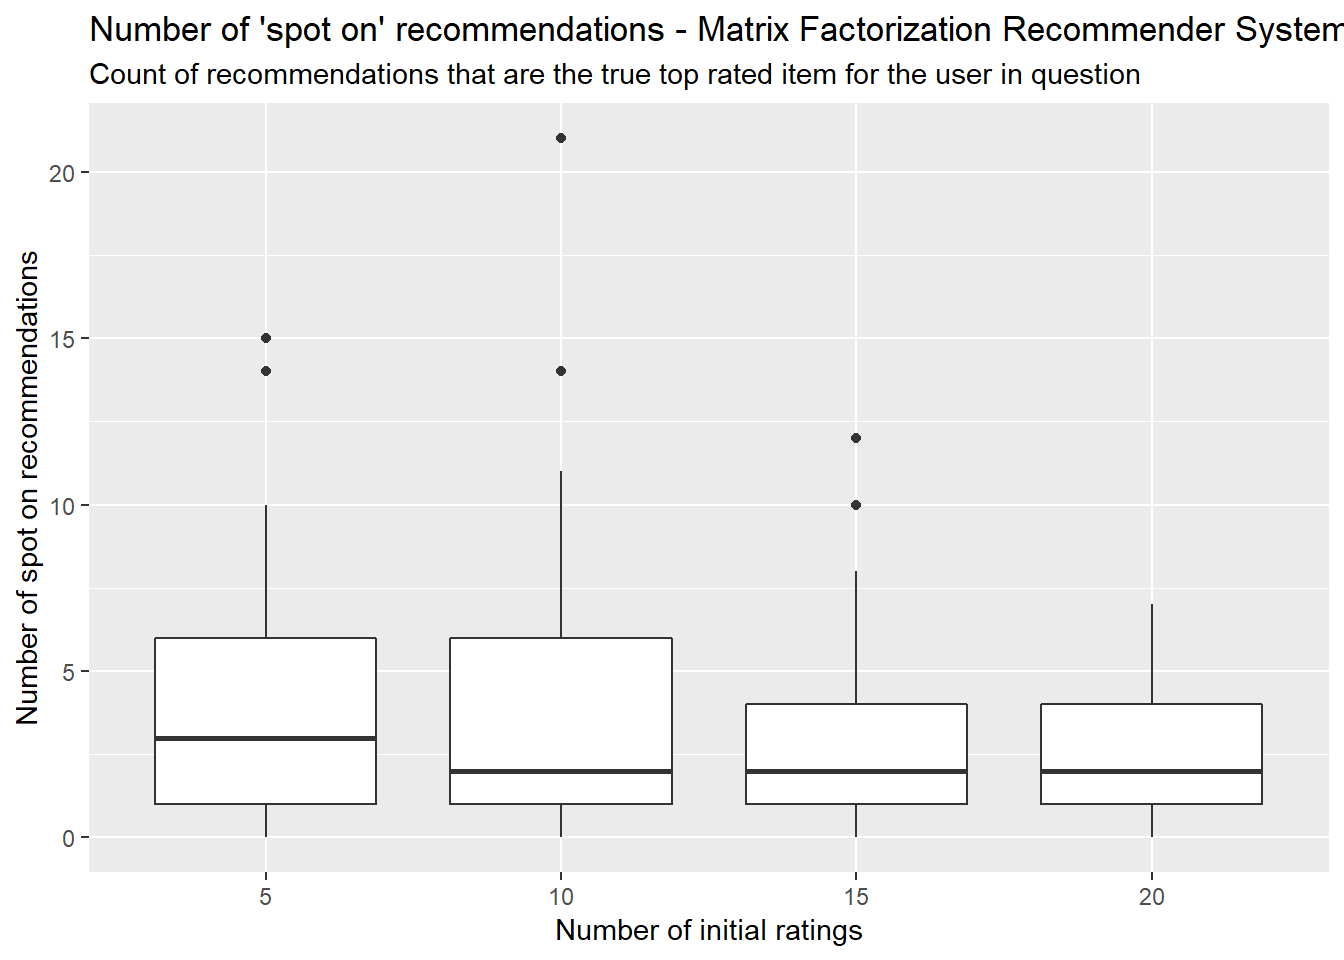 Number of 'spot on' recommendations - Matrix Factorization Recommender System
Count of recommendations that are the true top rated item for the user in question
Number of spot on recommendations
20
15
10
5
0
5 10 15 20
Number of initial ratings